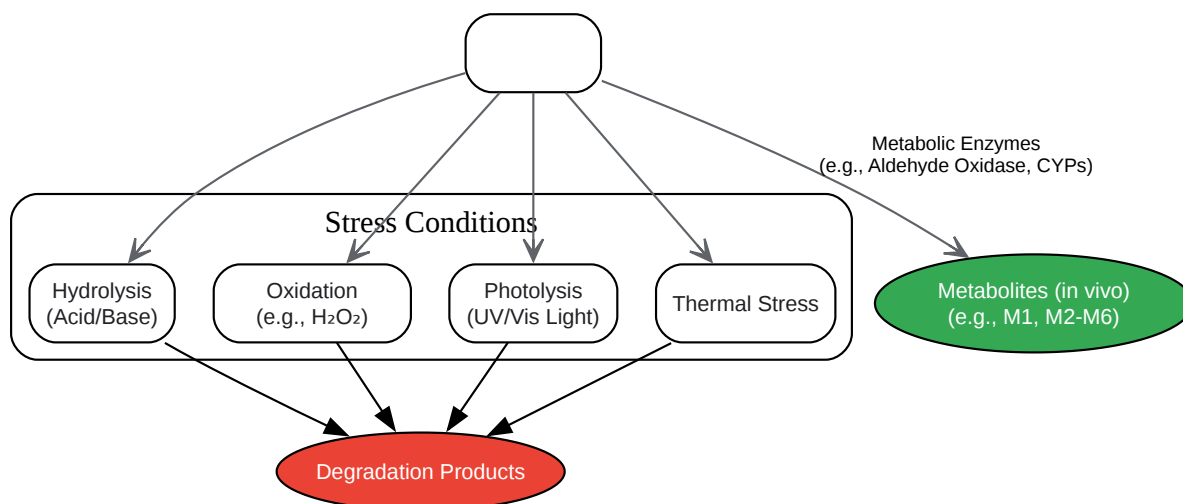 Metabolic Enzymes
(e.g., Aldehyde Oxidase, CYPs)
Stress Conditions
Hydrolysis
(Acid/Base)
Oxidation
(e.g., H₂O₂)
Photolysis
(UV/Vis Light)
Thermal Stress
Metabolites (in vivo)
(e.g., M1, M2-M6)
Degradation Products